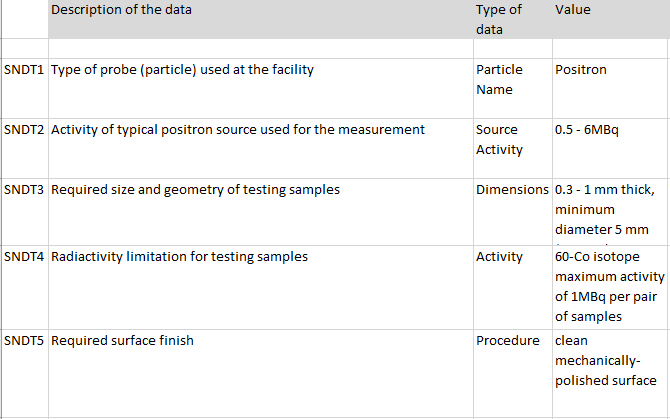 Description of the data Type of Value
data
SNDT1 Type of probe (particle) used at the facility Particle Positron
Name
SNDT2 Activity of typical positron source used for the measurement Source 0.5 - 6MBq
Activity
SNDT3 Required size and geometry of testing samples Dimensions 0.3 - 1 mm thick,
minimum
diameter 5 mm
SNDT4 Radiactivity limitation for testing samples Activity 60-Co isotope
maximum activity
of 1MBq per pair
of samples
SNDT5 Required surface finish Procedure clean
mechanically-
polished surface